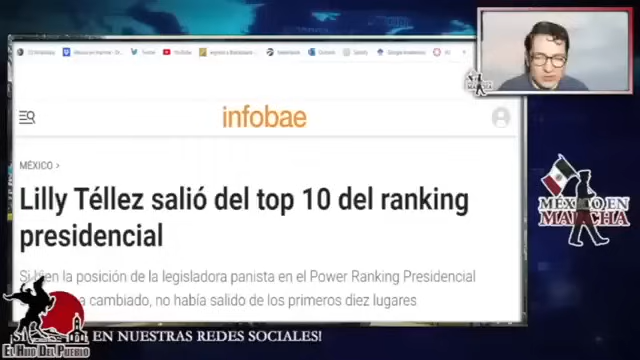 infobae
MÉXICO >
Lilly Téllez salió del top 10 del ranking
presidencial
Si bien la posición de la legisladora panista en el Power Ranking Presidencial
a cambiado, no había salido de los primeros diez lugares
MÉXICO EN
MARCHA
EL HIJO DEL PUEBLO
EN NUESTRAS REDES SOCIALES!